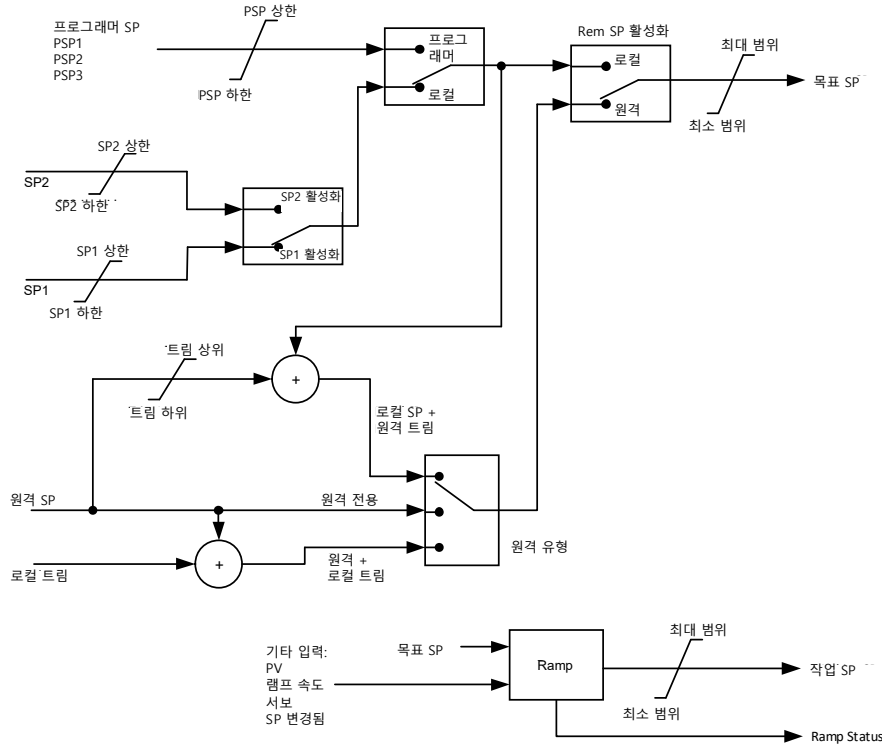 PSP 상한
프로그래머 SP
PSP1
PSP2
PSP3
PSP 하한
프로그
래머
로컬
Rem SP 활성화
로컬
원격
최대 범위
최소 범위
목표 SP
SP2 상한
SP2
SP2 하한
SP2 활성화
SP1 활성화
SP1 상한
SP1
SP1 하한
트림 상위
트림 하위
+
로컬 SP +
원격 트림
원격 SP
원격 전용
원격 유형
+
로컬 트림
원격 +
로컬 트림
기타 입력:
PV
램프 속도
서보
SP 변경됨
목표 SP
Ramp
최대 범위
최소 범위
작업 SP
Ramp Status